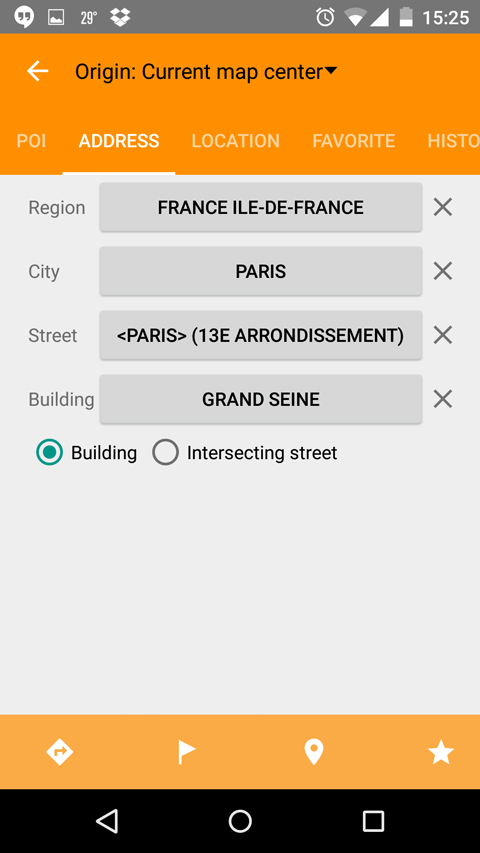 29° 15:25
Origin: Current map center
POI ADDRESS LOCATION FAVORITE HISTO
Region FRANCE ILE-DE-FRANCE
City PARIS
Street <PARIS> (13E ARRONDISSEMENT)
Building GRAND SEINE
Building Intersecting street